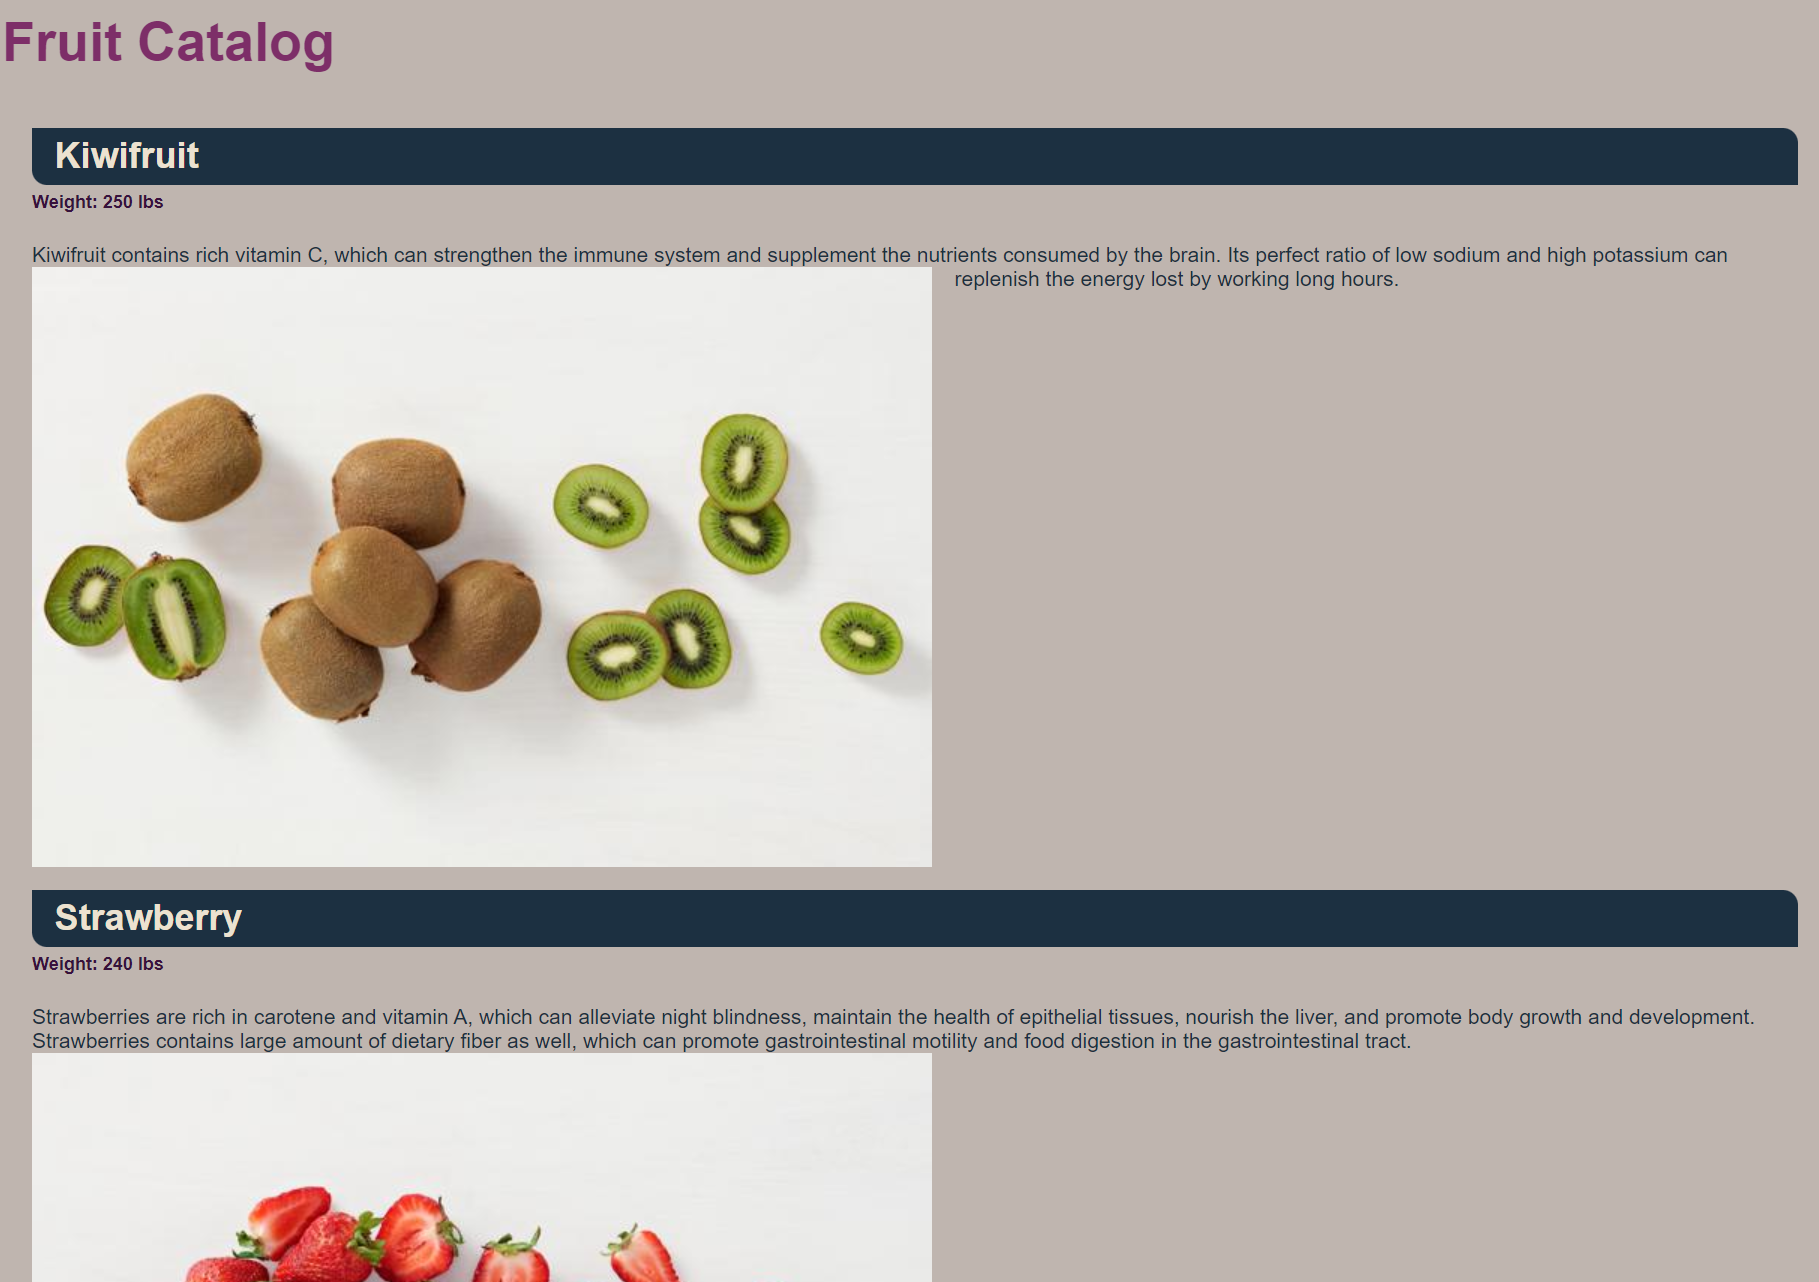 Fruit Catalog
Kiwifruit
Weight: 250 lbs
Kiwifruit contains rich vitamin C, which can strengthen the immune system and supplement the nutrients consumed by the brain. Its perfect ratio of low sodium and high potassium can
replenish the energy lost by working long hours.
Strawberry
Weight: 240 lbs
Strawberries are rich in carotene and vitamin A, which can alleviate night blindness, maintain the health of epithelial tissues, nourish the liver, and promote body growth and development.
Strawberries contains large amount of dietary fiber as well, which can promote gastrointestinal motility and food digestion in the gastrointestinal tract.